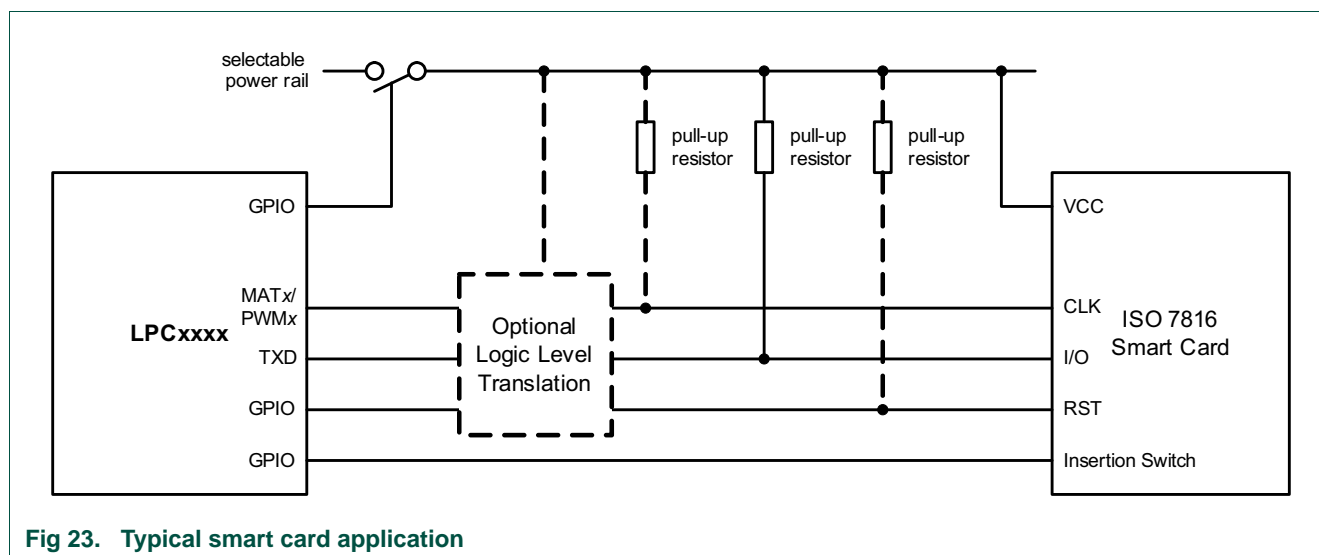 selectable
power rail
pull-up
resistor
pull-up
resistor
pull-up
resistor
GPIO
VCC
MATx/
PWMx
CLK
LPCxxxx
Optional
Logic Level
Translation
ISO 7816
Smart Card
TXD
I/O
GPIO
RST
GPIO
Insertion Switch
Fig 23. Typical smart card application